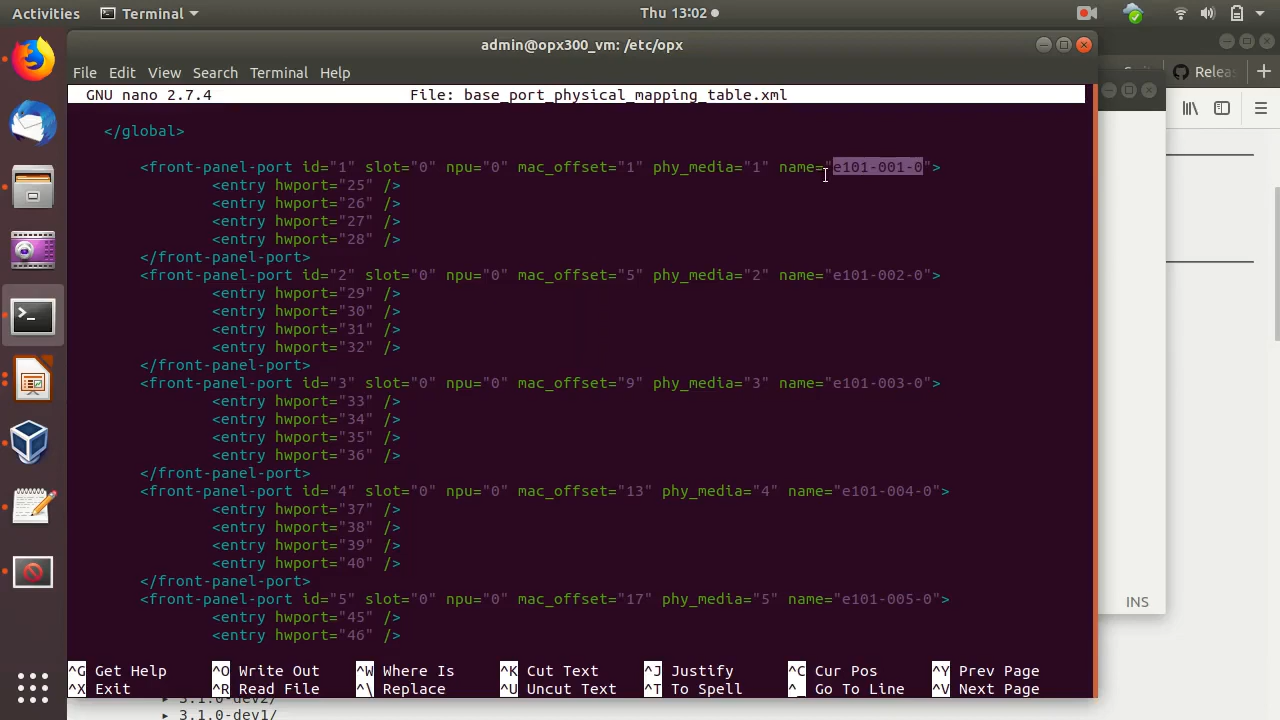 Activities Terminal Thu 13:02
admin@opx300_vm: /etc/opx
File Edit View Search Terminal Help
GNU nano 2.7.4 File: base_port_physical_mapping_table.xml
</global>
<front-panel-port id="1" slot="0" npu="0" mac_offset="1" phy_media="1" name="e101-001-0">
<entry hwport="25" />
<entry hwport="26" />
<entry hwport="27" />
<entry hwport="28" />
</front-panel-port>
<front-panel-port id="2" slot="0" npu="0" mac_offset="5" phy_media="2" name="e101-002-0">
<entry hwport="29" />
<entry hwport="30" />
<entry hwport="31" />
<entry hwport="32" />
</front-panel-port>
<front-panel-port id="3" slot="0" npu="0" mac_offset="9" phy_media="3" name="e101-003-0">
<entry hwport="33" />
<entry hwport="34" />
<entry hwport="35" />
<entry hwport="36" />
</front-panel-port>
<front-panel-port id="4" slot="0" npu="0" mac_offset="13" phy_media="4" name="e101-004-0">
<entry hwport="37" />
<entry hwport="38" />
<entry hwport="39" />
<entry hwport="40" />
</front-panel-port>
<front-panel-port id="5" slot="0" npu="0" mac_offset="17" phy_media="5" name="e101-005-0">
<entry hwport="45" />
<entry hwport="46" />
^G Get Help ^O Write Out ^W Where Is ^K Cut Text ^J Justify ^C Cur Pos ^Y Prev Page
^X Exit ^R Read File ^\ Replace ^U Uncut Text ^T To Spell ^_ Go To Line ^V Next Page
Relea
INS
3.1.0-dev2/
3.1.0-dev1/